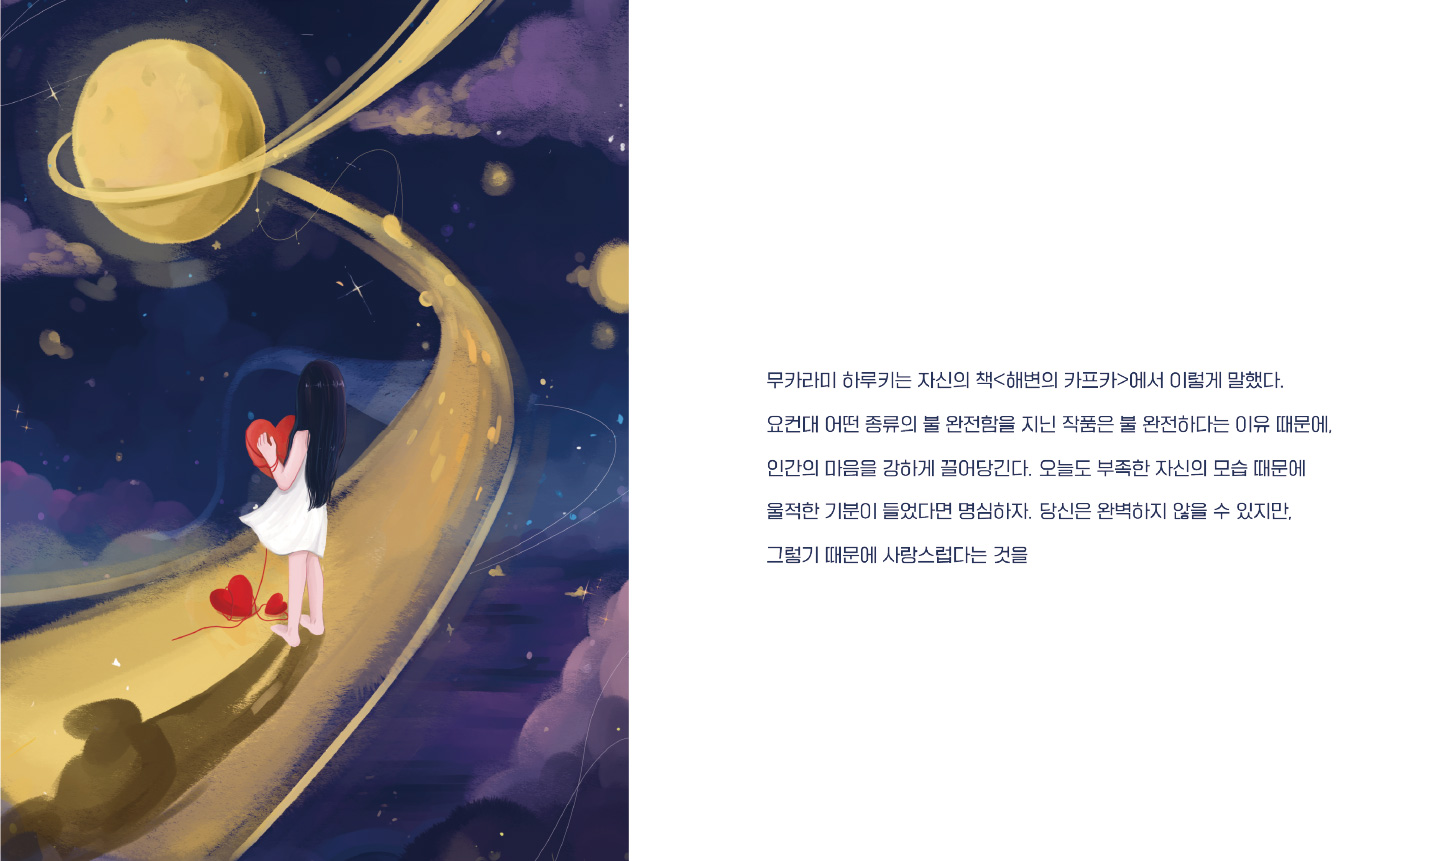 무카라미 하루키는 자신의 책<해변의 카프카>에서 이렇게 말했다.
요컨대 어떤 종류의 불 완전함을 지닌 작품은 불 완전하다는 이유 때문에,
인간의 마음을 강하게 끌어당긴다. 오늘도 부족한 자신의 모습 때문에
울적한 기분이 들었다면 명심하자. 당신은 완벽하지 않을 수 있지만,
그렇기 때문에 사랑스럽다는 것을